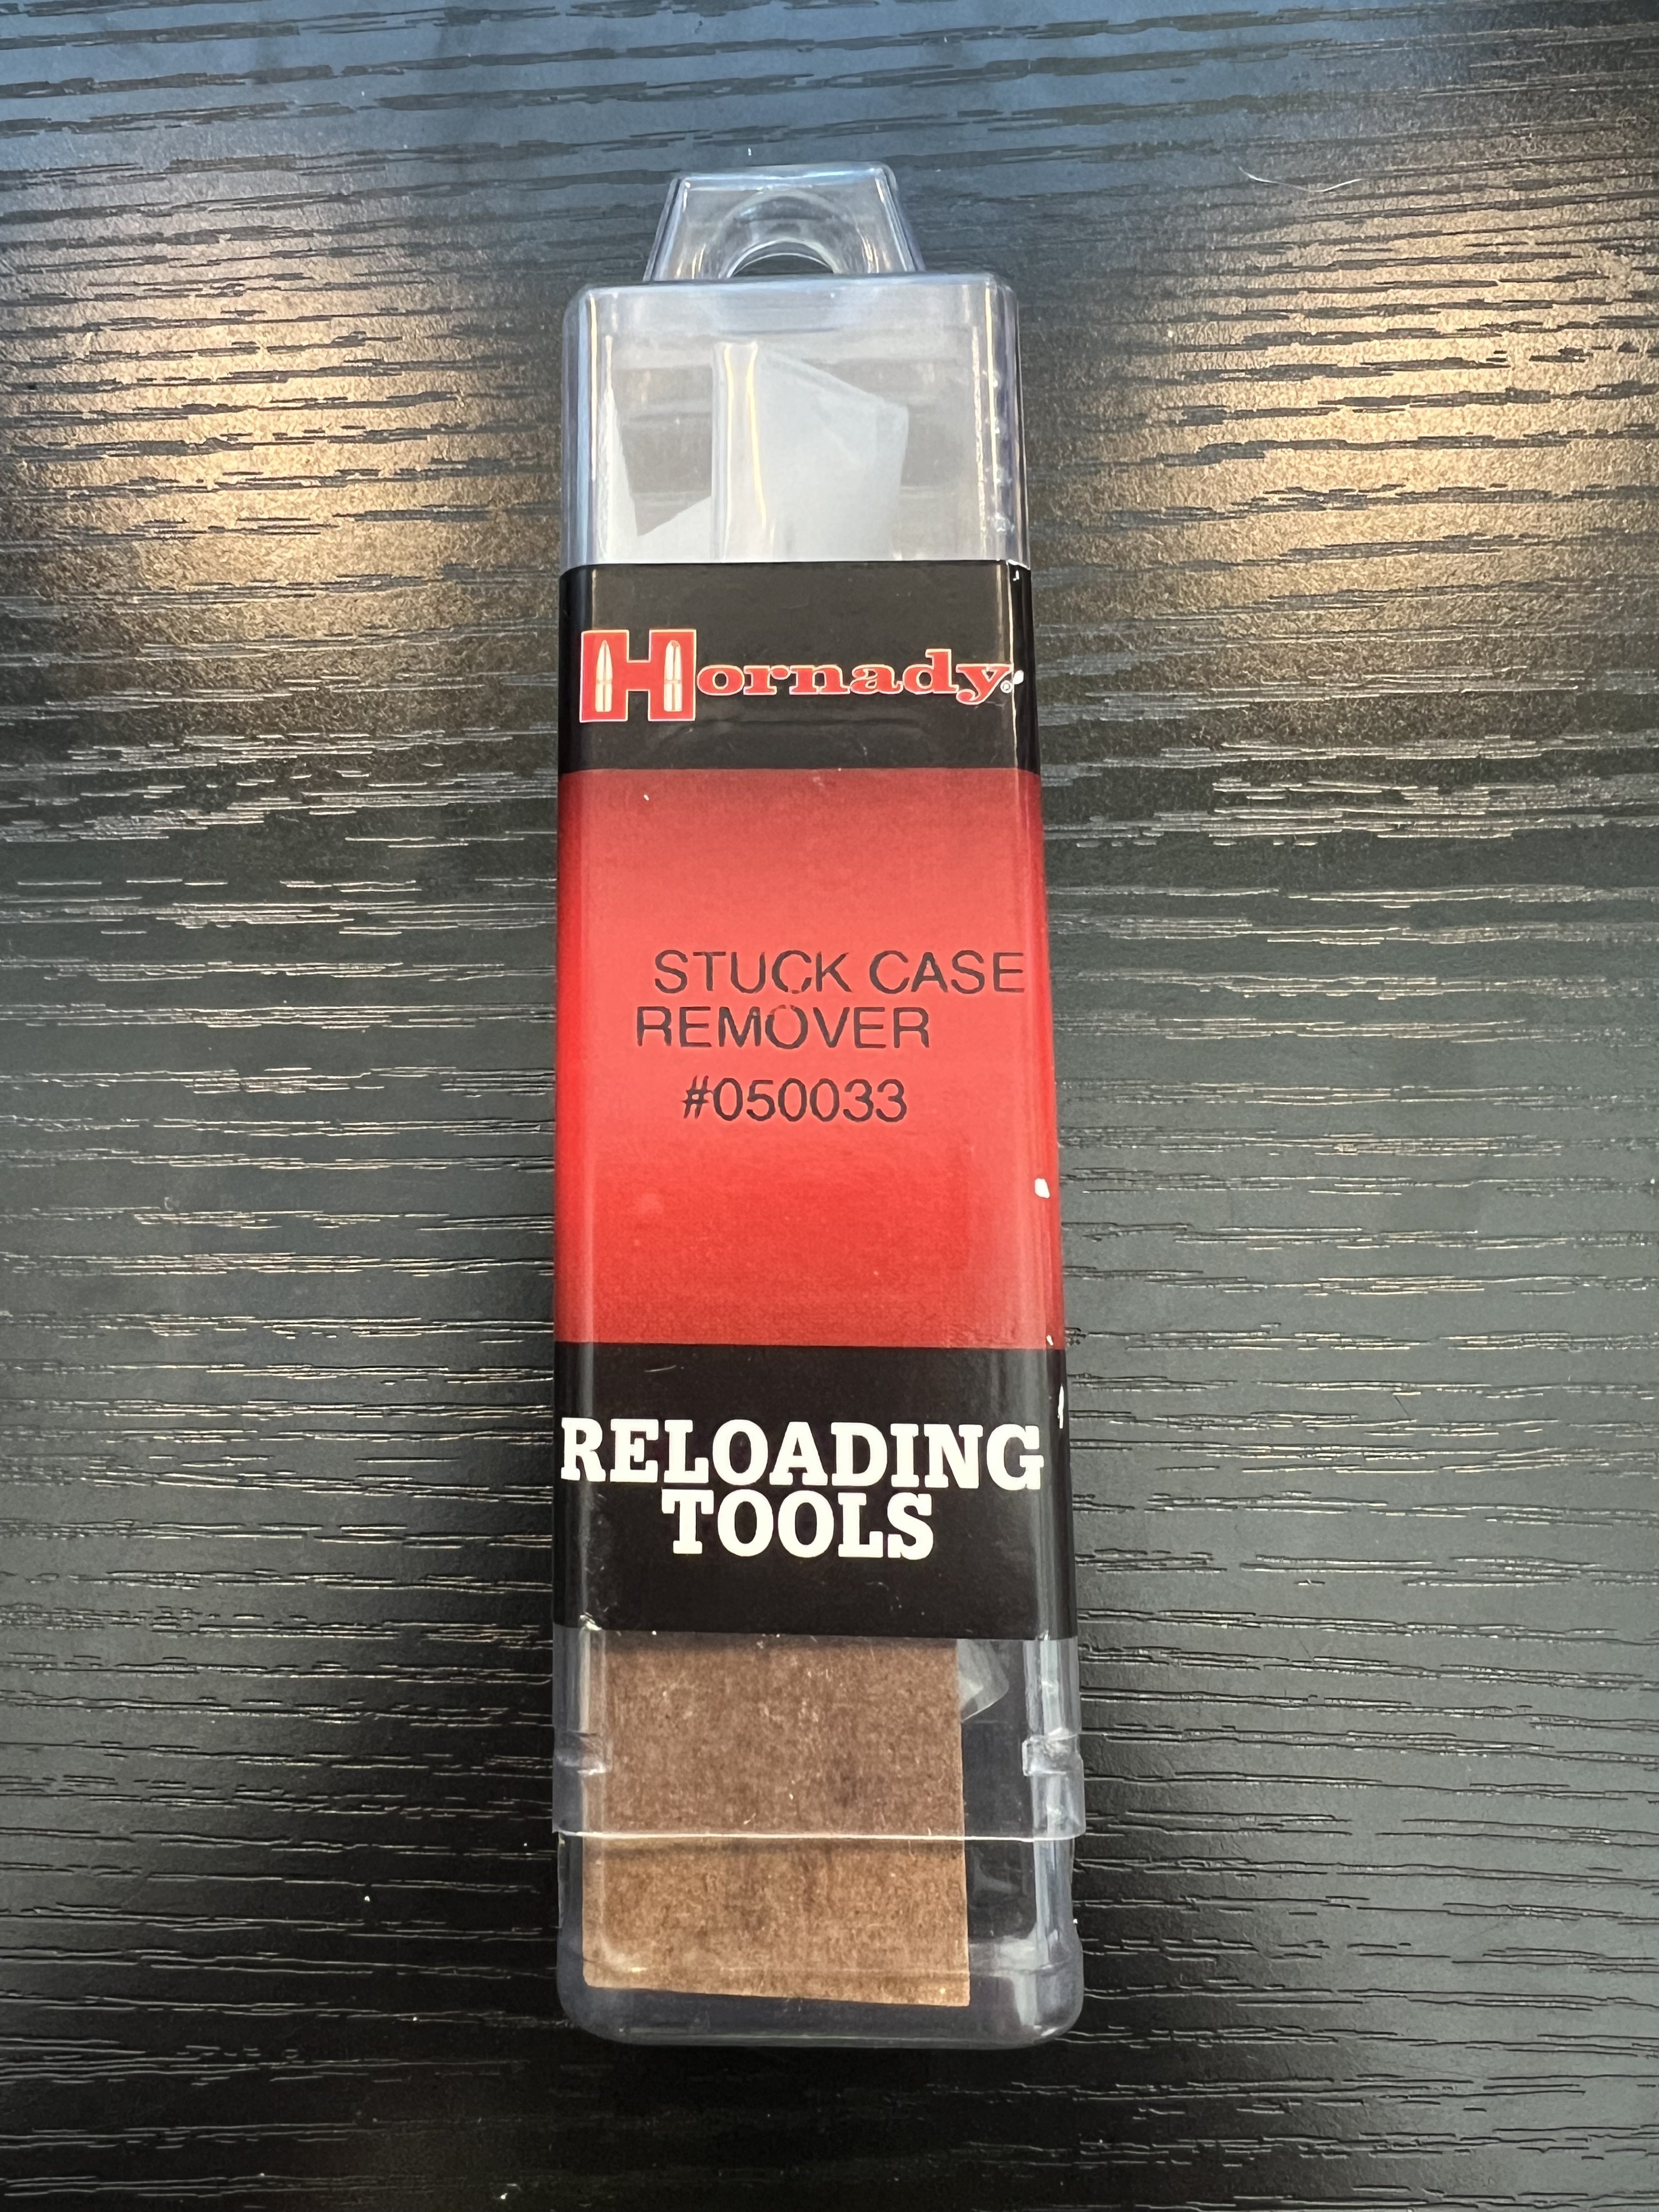 Hornady®
STUCK CASE
REMOVER
#050033
RELOADING
TOOLS